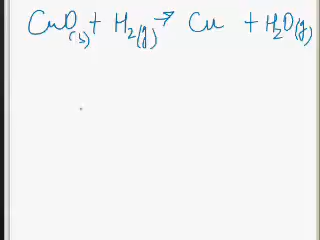 CuO(s) + H₂(g) → Cu + H₂O(g)